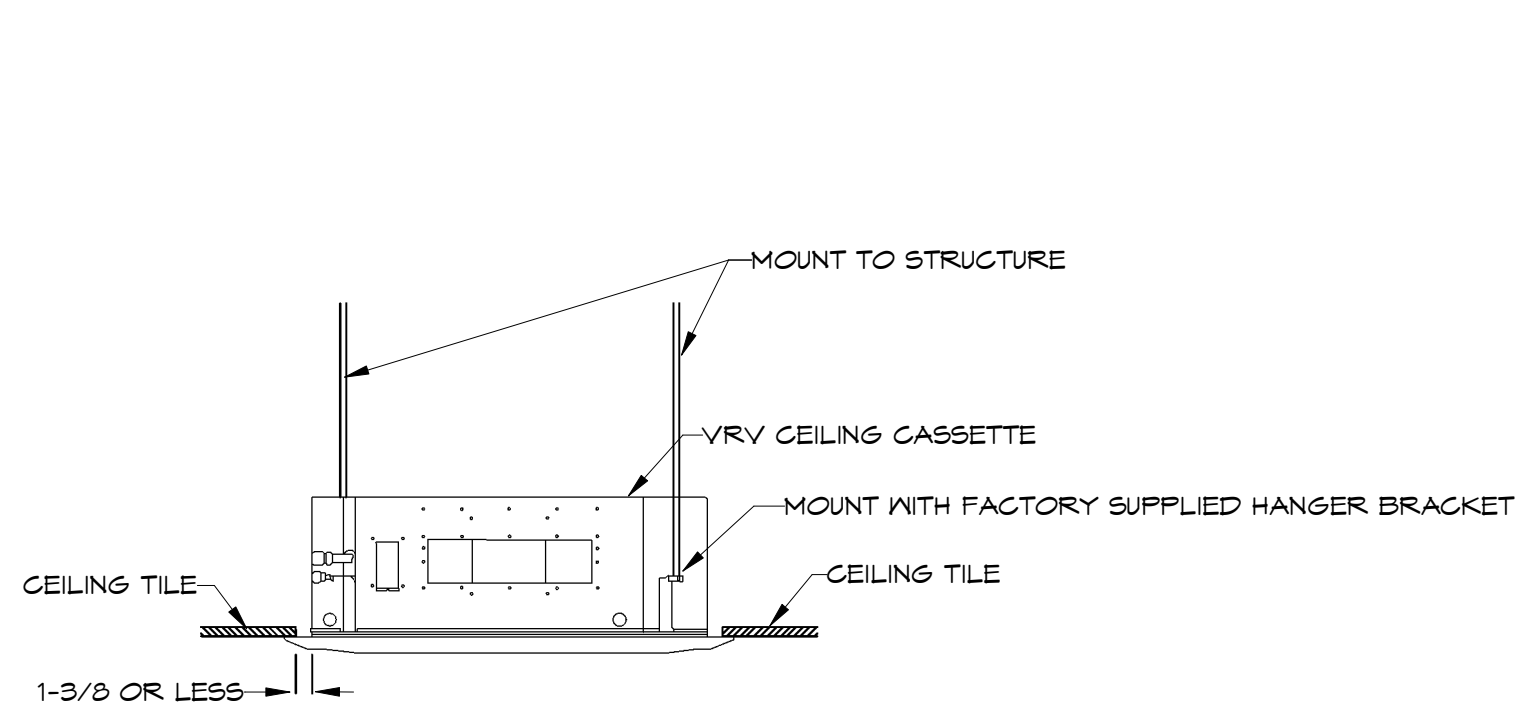 MOUNT TO STRUCTURE
VRV CEILING CASSETTE
MOUNT WITH FACTORY SUPPLIED HANGER BRACKET
CEILING TILE
CEILING TILE
1-3/8 OR LESS